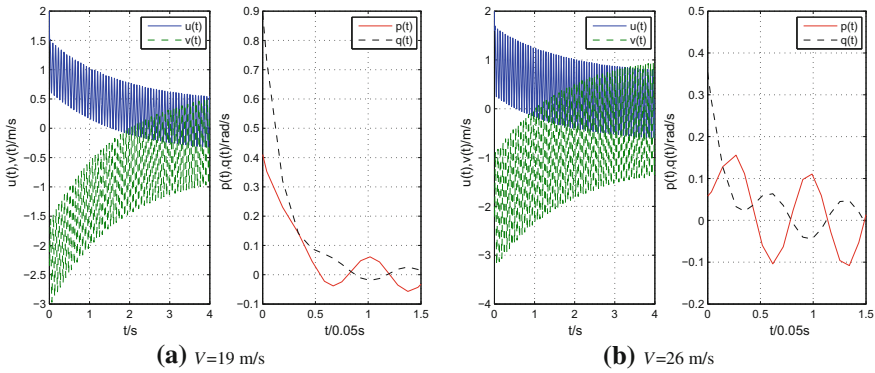 u(t)
v(t)
2
1.5
1
0.5
0
−0.5
−1
−1.5
−2
−2.5
−3
u(t),v(t)/m/s
0 1 2 3 4
t/s
p(t)
q(t)
0.9
0.8
0.7
0.6
0.5
0.4
0.3
0.2
0.1
0
−0.1
p(t),q(t)/rad/s
0 0.5 1 1.5
t/0.05s
(a) V=19 m/s
u(t)
v(t)
2
1
0
−1
−2
−3
−4
u(t),v(t)/m/s
0 1 2 3 4
t/s
p(t)
q(t)
0.5
0.4
0.3
0.2
0.1
0
−0.1
−0.2
p(t),q(t)/rad/s
0 0.5 1 1.5
t/0.05s
(b) V=26 m/s